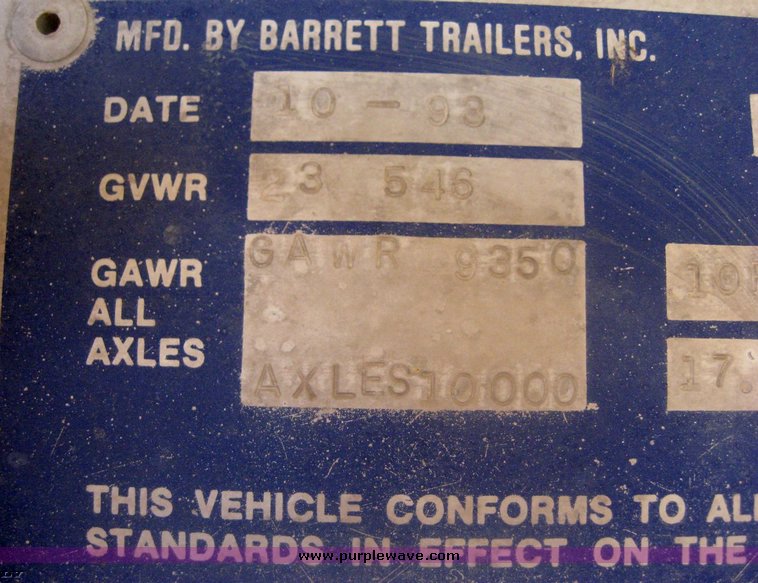 MFD. BY BARRETT TRAILERS, INC.
DATE 10 - 93
GVWR 23 546
GAWR ALL AXLES
GAWR 9350
AXLES 10000
17.
THIS VEHICLE CONFORMS TO
STANDARDS IN EFFECT ON THE
www.purplewave.com